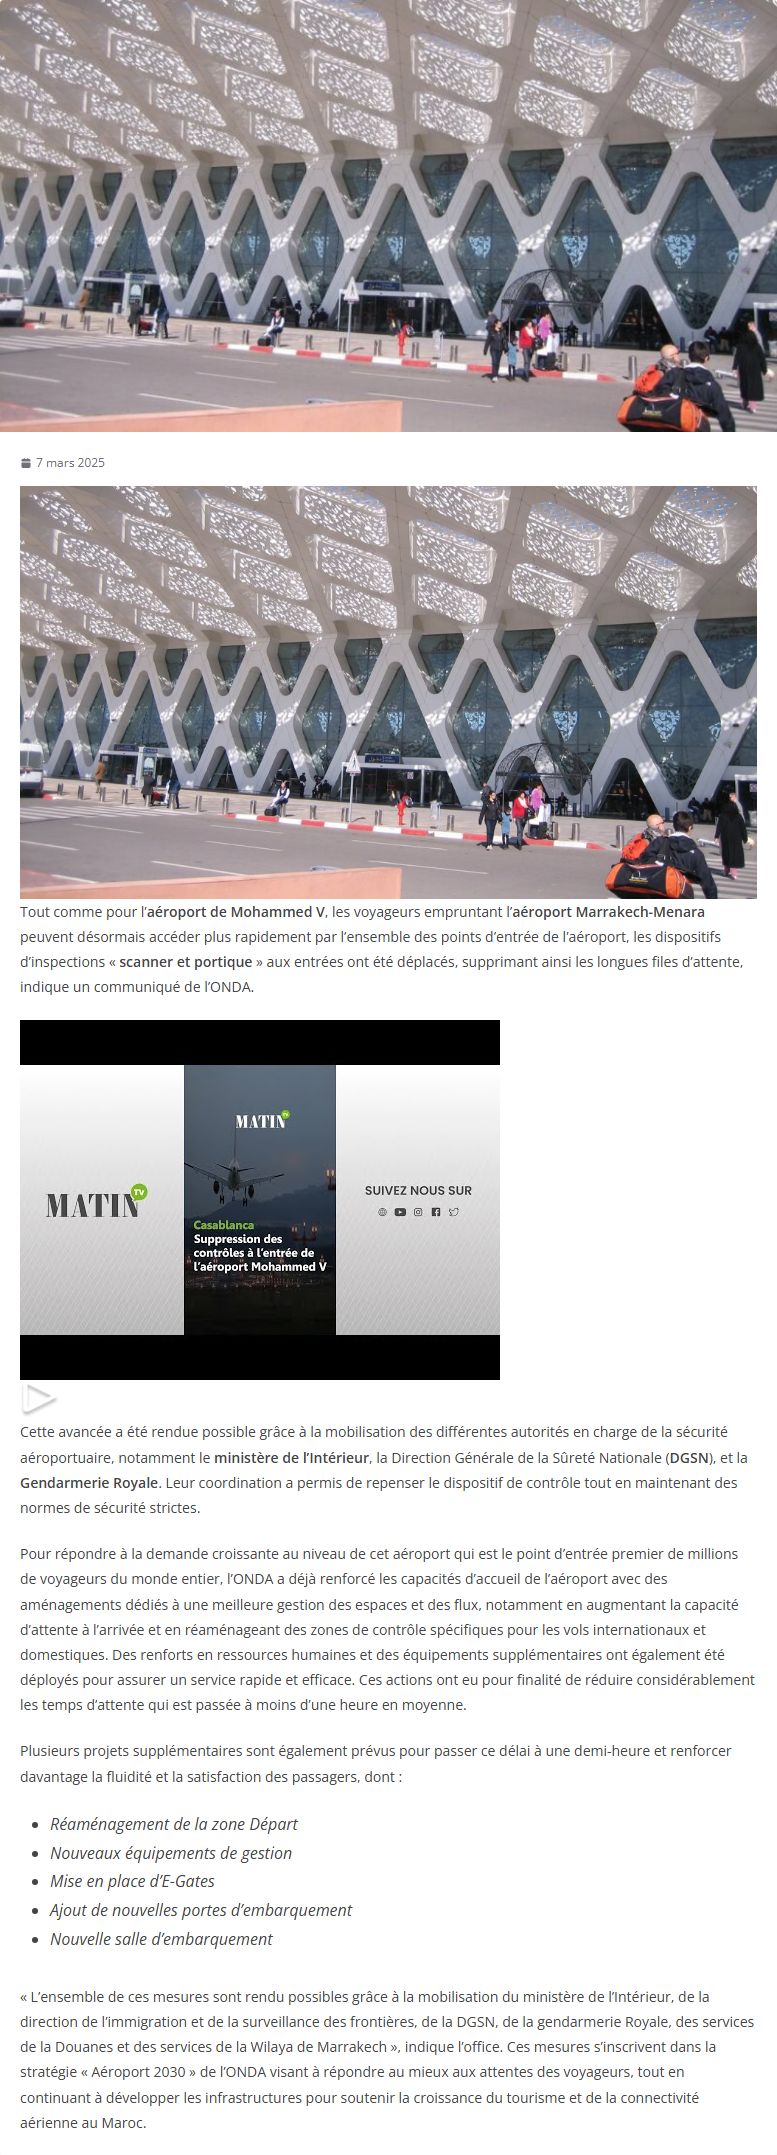 7 mars 2025
Tout comme pour l’aéroport de Mohammed V, les voyageurs empruntant l’aéroport Marrakech-Menara
peuvent désormais accéder plus rapidement par l’ensemble des points d’entrée de l'aéroport, les dispositifs
d’inspections « scanner et portique » aux entrées ont été déplacés, supprimant ainsi les longues files d’attente,
indique un communiqué de l’ONDA.
MATIN TV
MATIN TV
Casablanca
Suppression des
contrôles à l’entrée de
l’aéroport Mohammed V
SUIVEZ NOUS SUR
Cette avancée a été rendue possible grâce à la mobilisation des différentes autorités en charge de la sécurité
aéroportuaire, notamment le ministère de l’Intérieur, la Direction Générale de la Sûreté Nationale (DGSN), et la
Gendarmerie Royale. Leur coordination a permis de repenser le dispositif de contrôle tout en maintenant des
normes de sécurité strictes.
Pour répondre à la demande croissante au niveau de cet aéroport qui est le point d’entrée premier de millions
de voyageurs du monde entier, l’ONDA a déjà renforcé les capacités d’accueil de l’aéroport avec des
aménagements dédiés à une meilleure gestion des espaces et des flux, notamment en augmentant la capacité
d’attente à l’arrivée et en réaménageant des zones de contrôle spécifiques pour les vols internationaux et
domestiques. Des renforts en ressources humaines et des équipements supplémentaires ont également été
déployés pour assurer un service rapide et efficace. Ces actions ont eu pour finalité de réduire considérablement
les temps d’attente qui est passée à moins d’une heure en moyenne.
Plusieurs projets supplémentaires sont également prévus pour passer ce délai à une demi-heure et renforcer
davantage la fluidité et la satisfaction des passagers, dont :
Réaménagement de la zone Départ
Nouveaux équipements de gestion
Mise en place d’E-Gates
Ajout de nouvelles portes d’embarquement
Nouvelle salle d’embarquement
« L’ensemble de ces mesures sont rendu possibles grâce à la mobilisation du ministère de l’Intérieur, de la
direction de l’immigration et de la surveillance des frontières, de la DGSN, de la gendarmerie Royale, des services
de la Douanes et des services de la Wilaya de Marrakech », indique l’office. Ces mesures s’inscrivent dans la
stratégie « Aéroport 2030 » de l’ONDA visant à répondre au mieux aux attentes des voyageurs, tout en
continuant à développer les infrastructures pour soutenir la croissance du tourisme et de la connectivité
aérienne au Maroc.